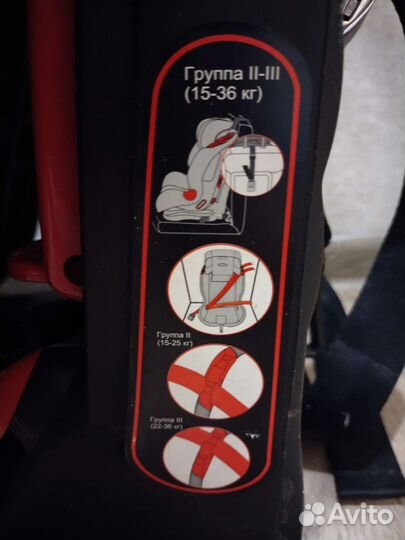 Группа II-III
(15-36 кг)
Группа II
(15-25 кг)
Группа III
(22-36 кг)
Avito